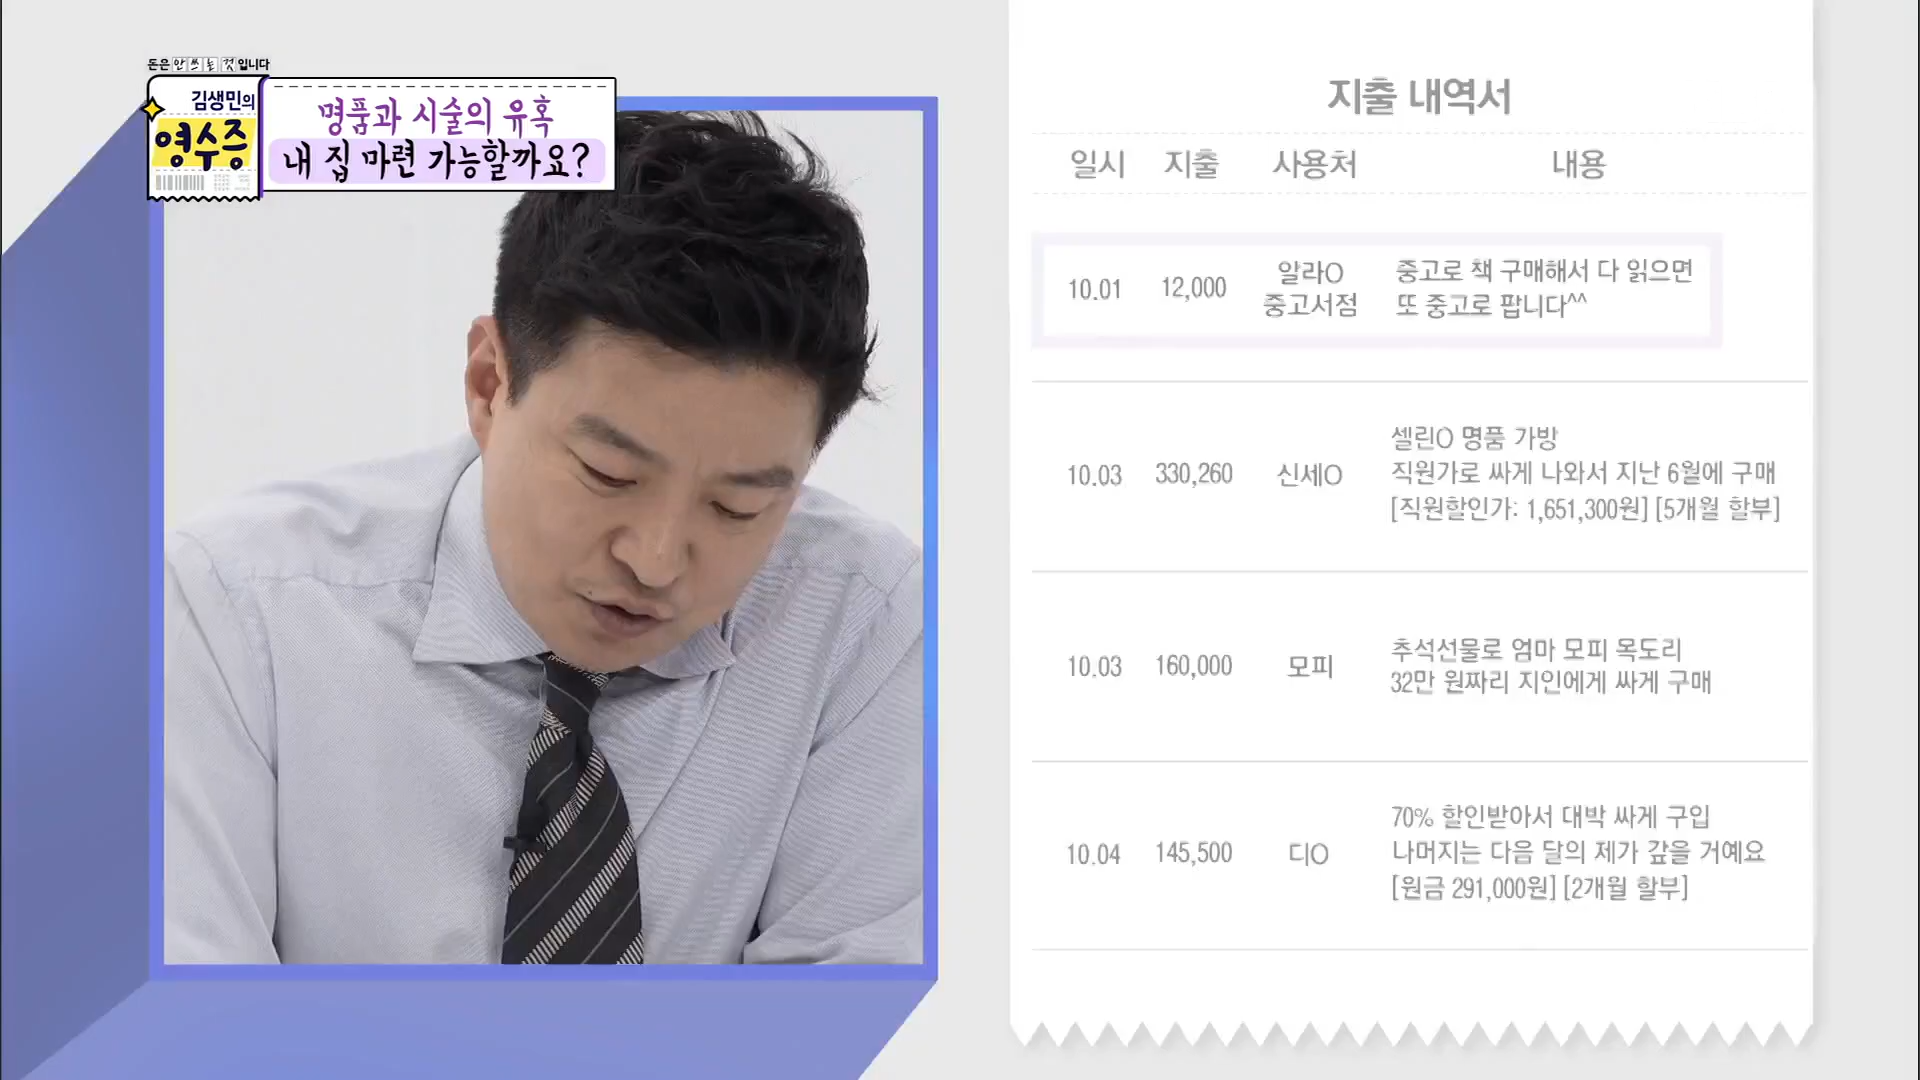 돈은 안 쓰는 것 입니다
김생민의
영수증
명품과 시술의 유혹
내 집 마련 가능할까요?
지출 내역서
일시 지출 사용처 내용
10.01 12,000 알라O 중고서점 중고로 책 구매해서 다 읽으면
또 중고로 팝니다^^
셀린O 명품 가방
10.03 330,260 신세O 직원가로 싸게 나와서 지난 6월에 구매
[직원할인가: 1,651,300원] [5개월 할부]
10.03 160,000 모피 추석선물로 엄마 모피 목도리
32만 원짜리 지인에게 싸게 구매
70% 할인받아서 대박 싸게 구입
10.04 145,500 디O 나머지는 다음 달의 제가 갚을 거예요
[원금 291,000원] [2개월 할부]